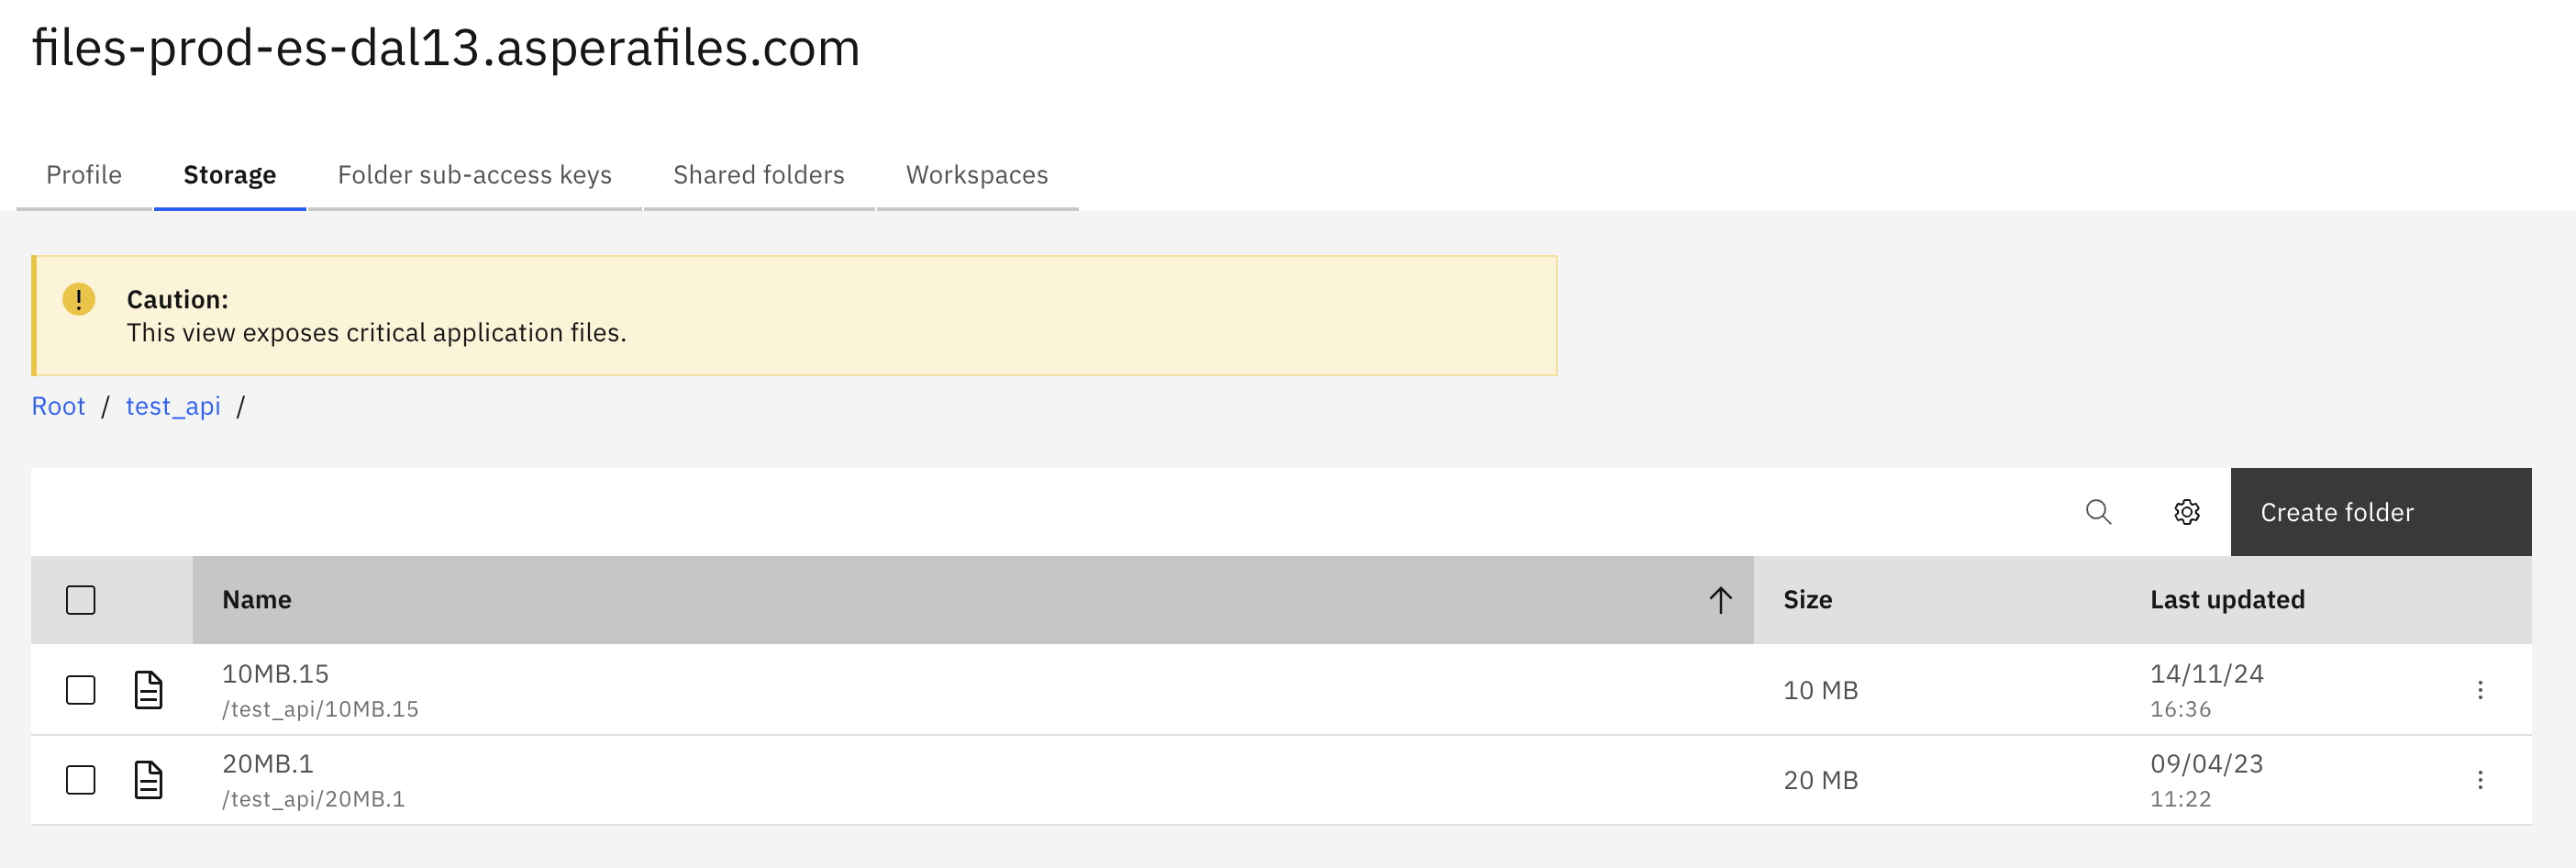 files-prod-es-dal13.asperafiles.com
Profile Storage Folder sub-access keys Shared folders Workspaces
Caution:
This view exposes critical application files.
Root / test_api /
Create folder
Name Size Last updated
10MB.15 10 MB 14/11/24
/test_api/10MB.15 16:36
20MB.1 20 MB 09/04/23
/test_api/20MB.1 11:22